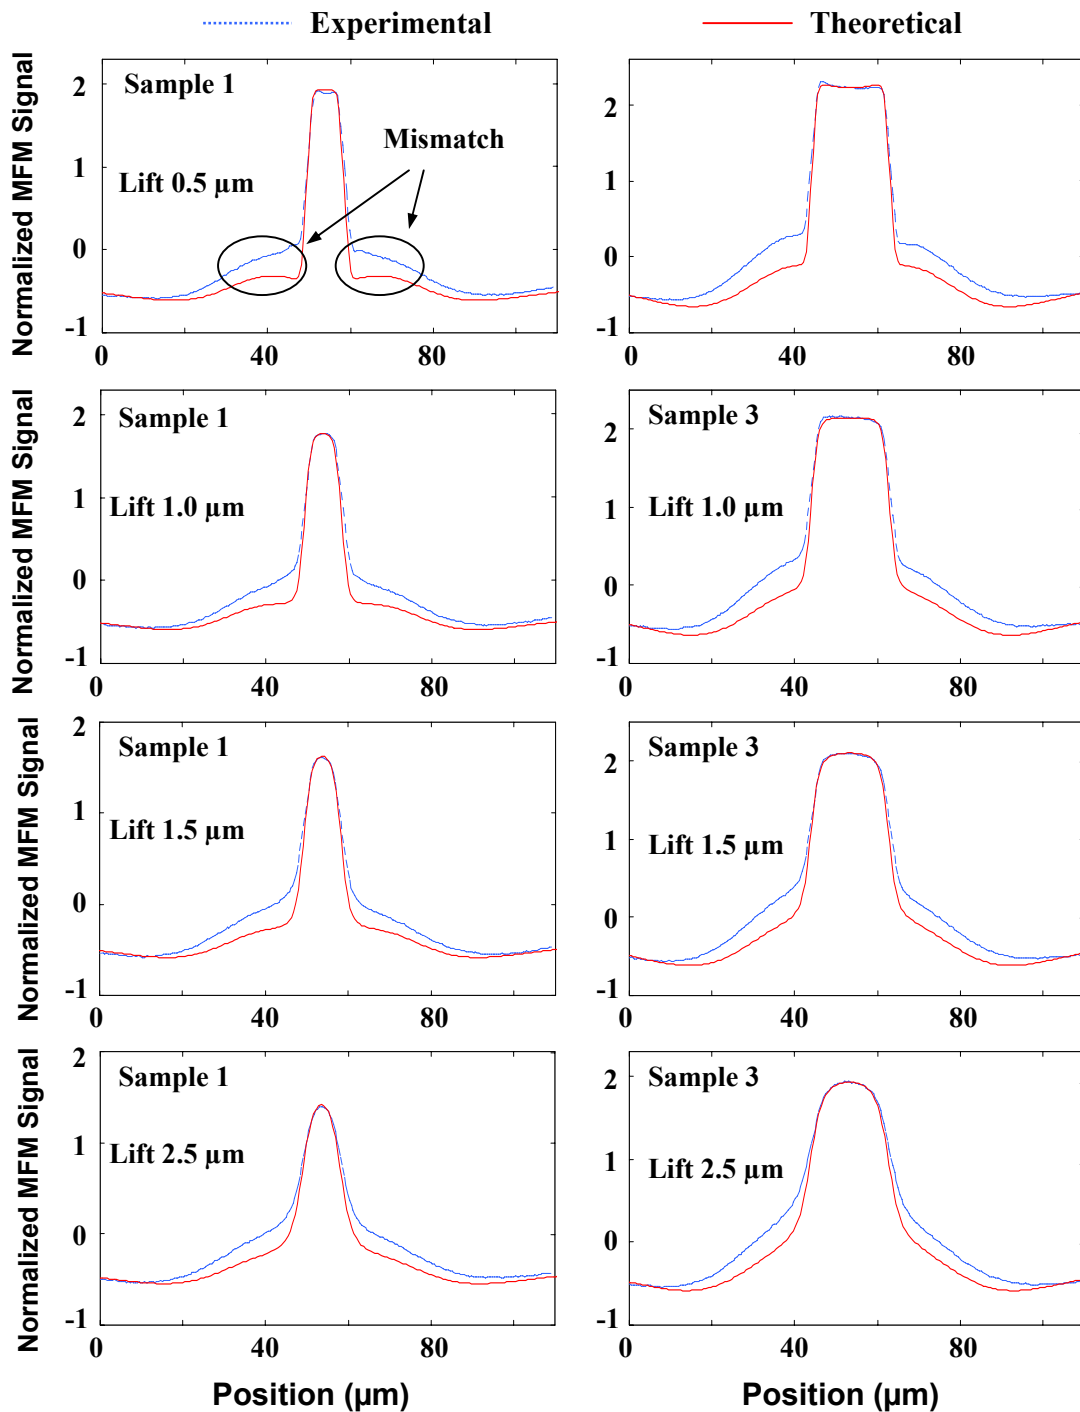 Experimental
Theoretical
Normalized MFM Signal
2
1
0
-1
Sample 1
Lift 0.5 µm
Mismatch
0
40
80
2
1
0
-1
0
40
80
Normalized MFM Signal
2
1
0
-1
Sample 1
Lift 1.0 µm
0
40
80
2
1
0
-1
Sample 3
Lift 1.0 µm
0
40
80
Normalized MFM Signal
2
1
0
-1
Sample 1
Lift 1.5 µm
0
40
80
2
1
0
-1
Sample 3
Lift 1.5 µm
0
40
80
Normalized MFM Signal
2
1
0
-1
Sample 1
Lift 2.5 µm
0
40
80
2
1
0
-1
Sample 3
Lift 2.5 µm
0
40
80
Position (µm)
Position (µm)